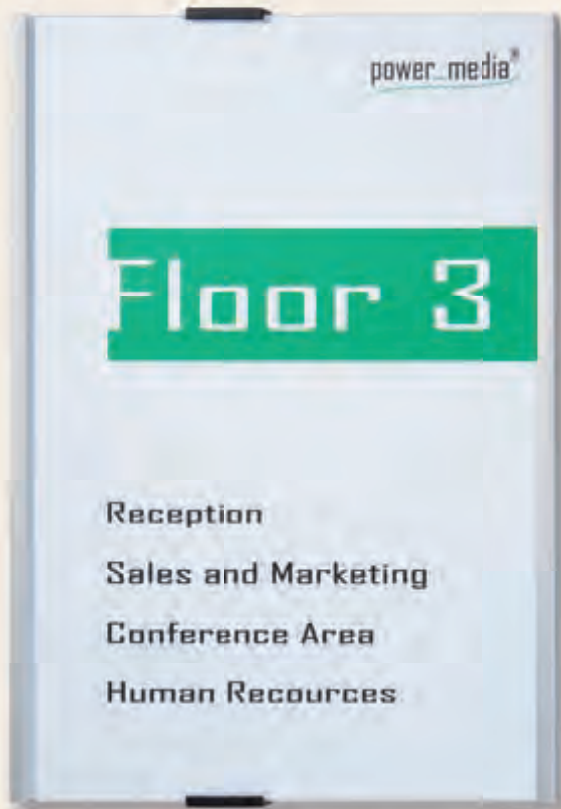 power_media®
Floor 3
Reception
Sales and Marketing
Conference Area
Human Recources